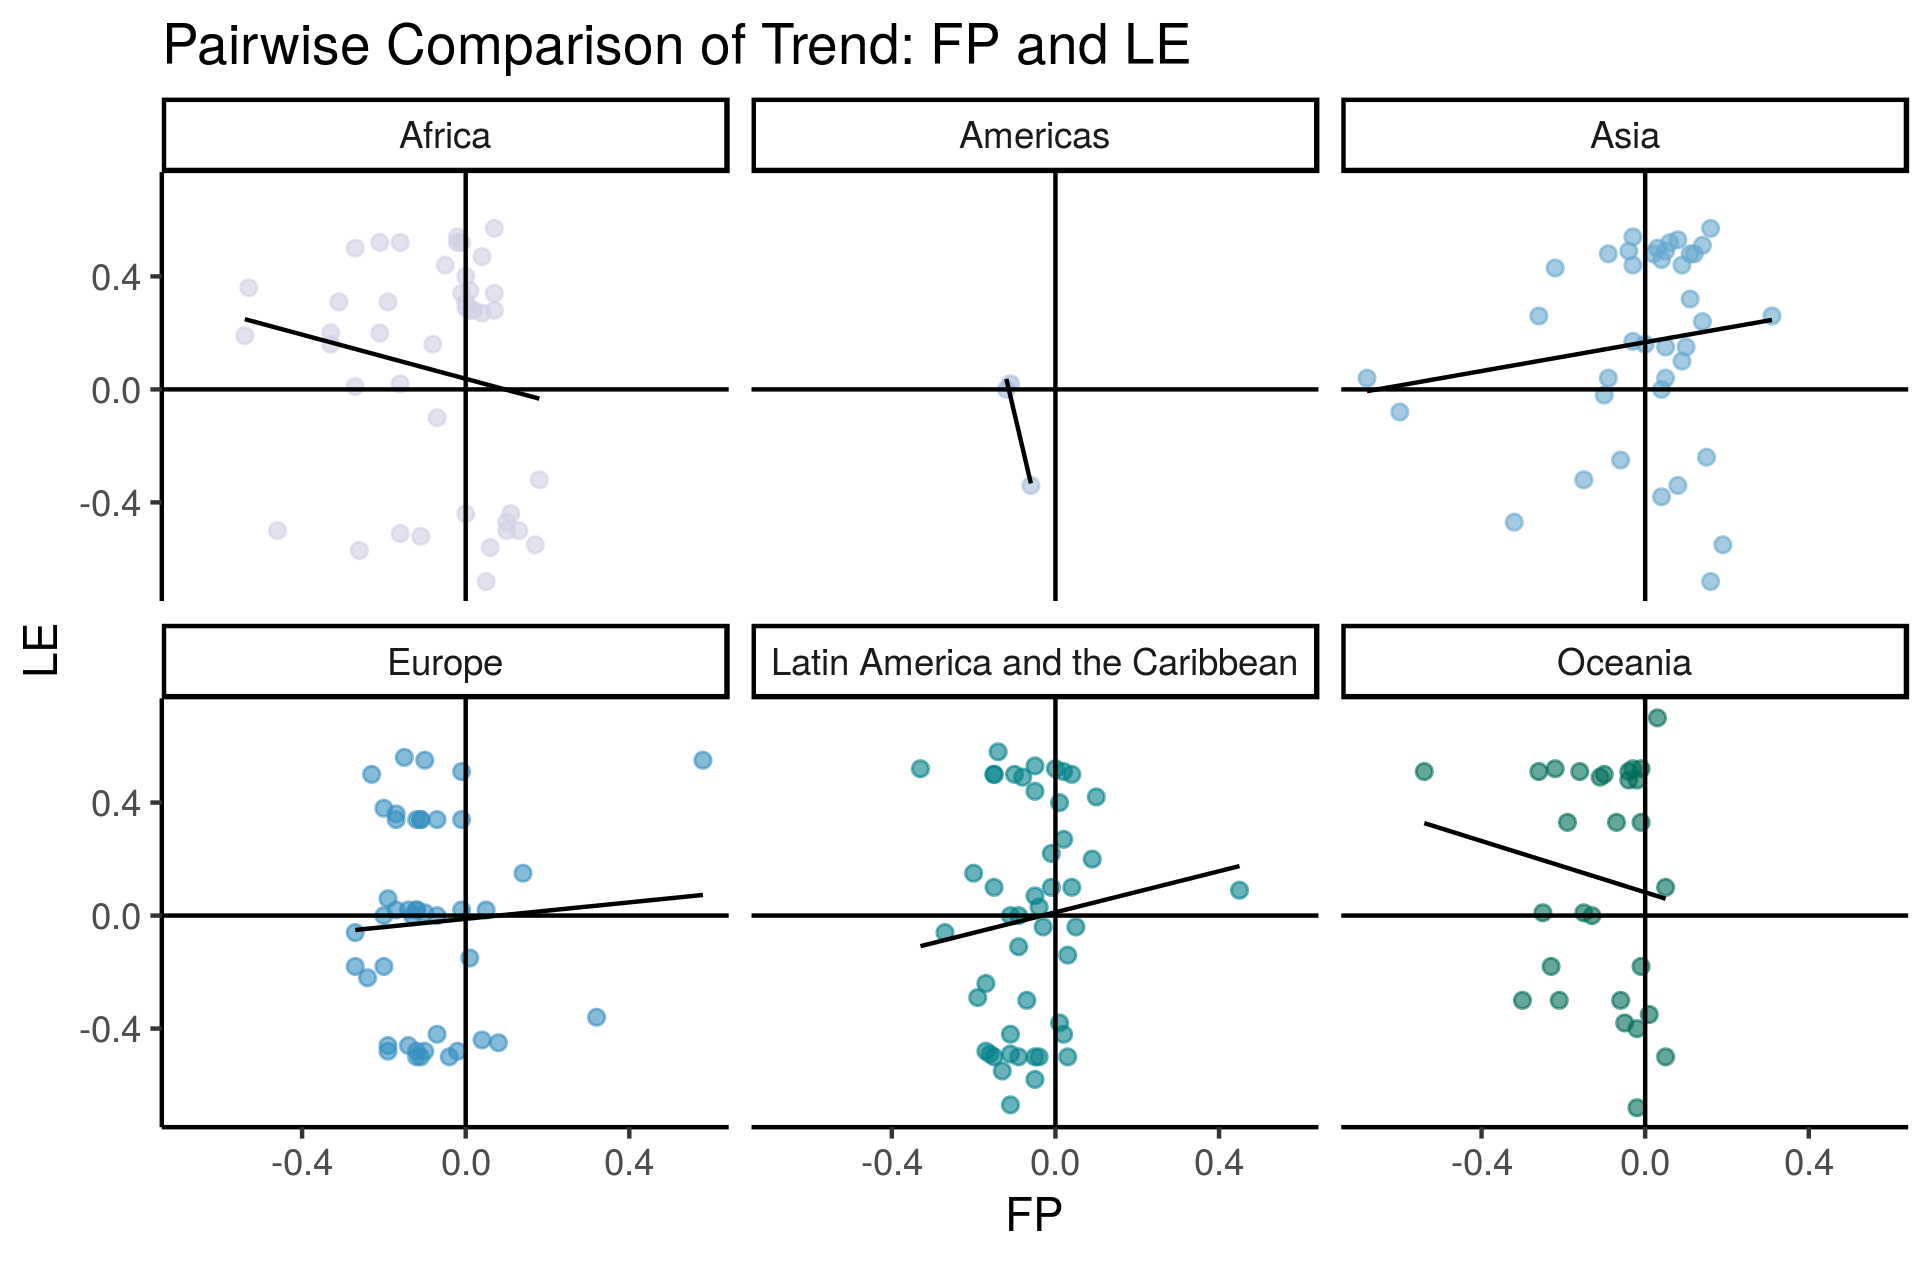 Pairwise Comparison of Trend: FP and LE
Africa
Americas
Asia
0.4
0.0
-0.4
LE
Europe
Latin America and the Caribbean
Oceania
0.4
0.0
-0.4
-0.4 0.0 0.4
-0.4 0.0 0.4
-0.4 0.0 0.4
FP